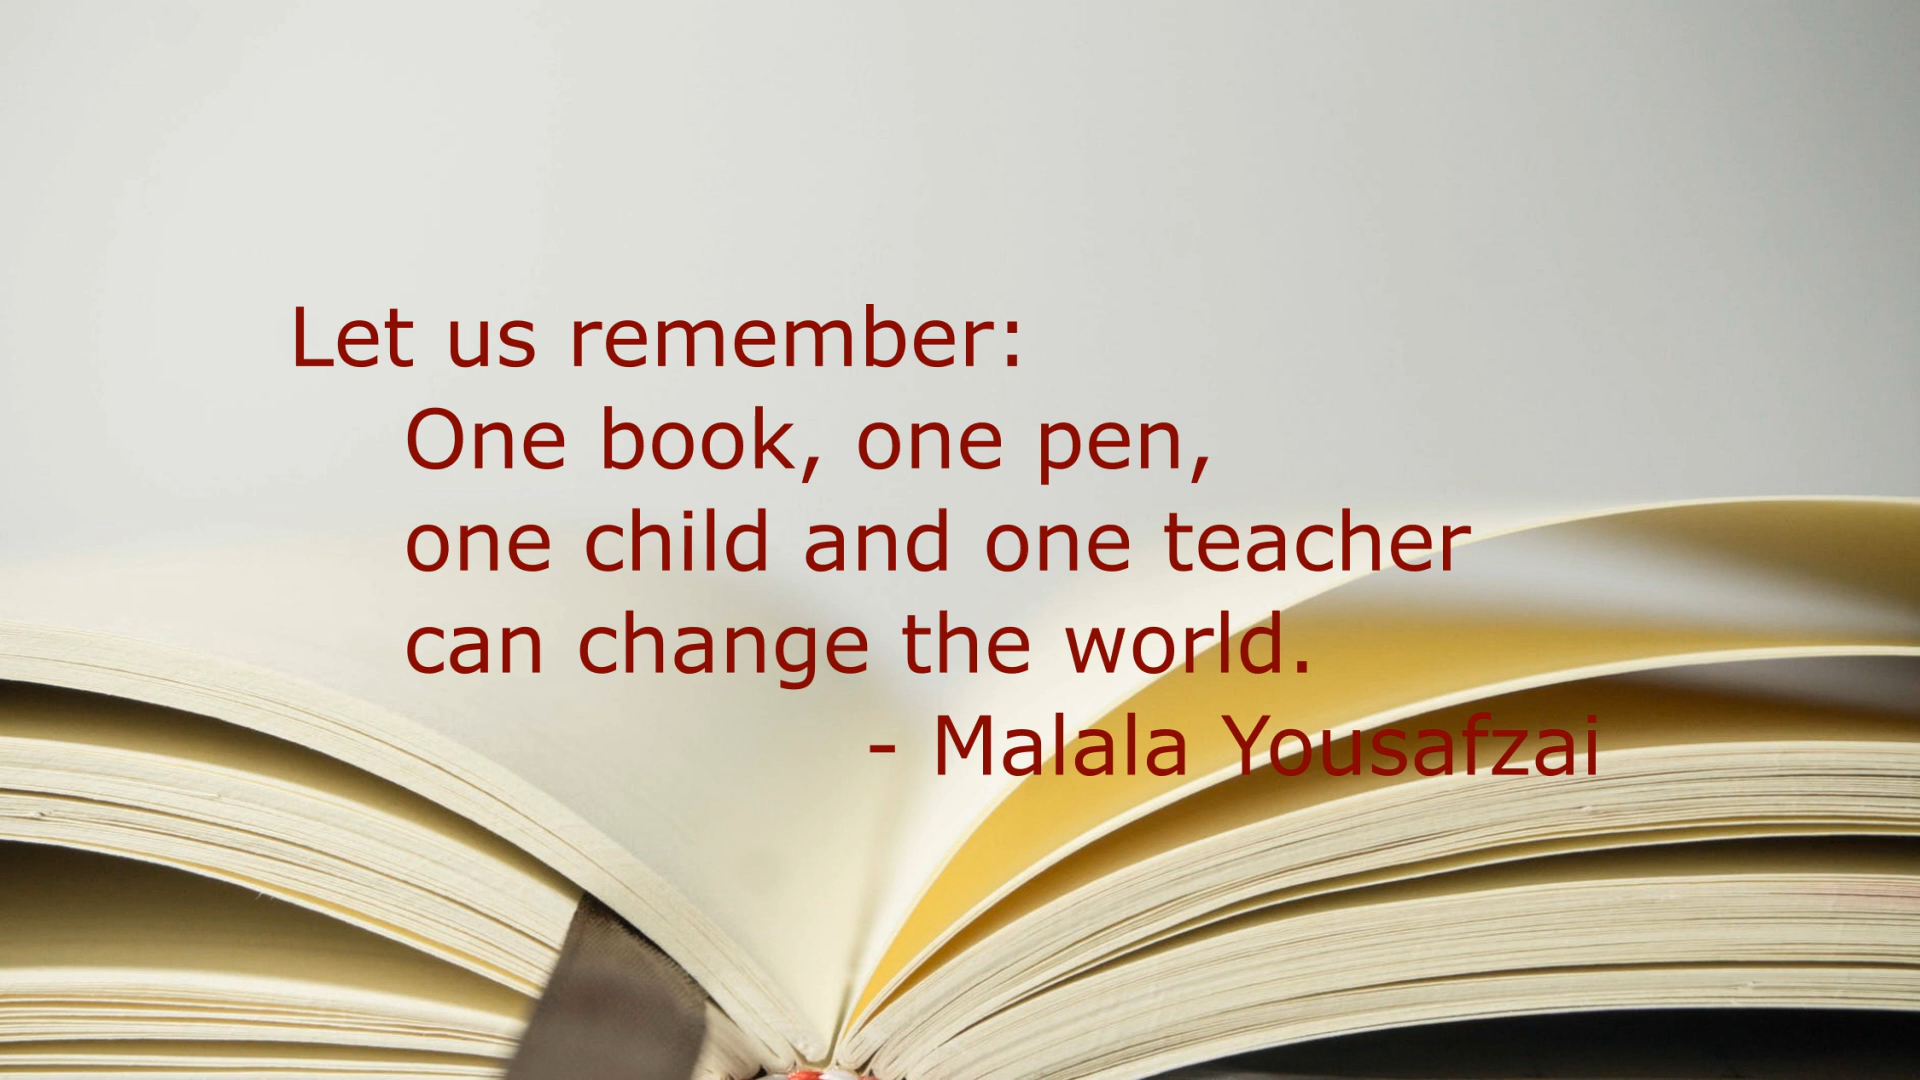 Let us remember:
One book, one pen,
one child and one teacher
can change the world.
- Malala Yousafzai